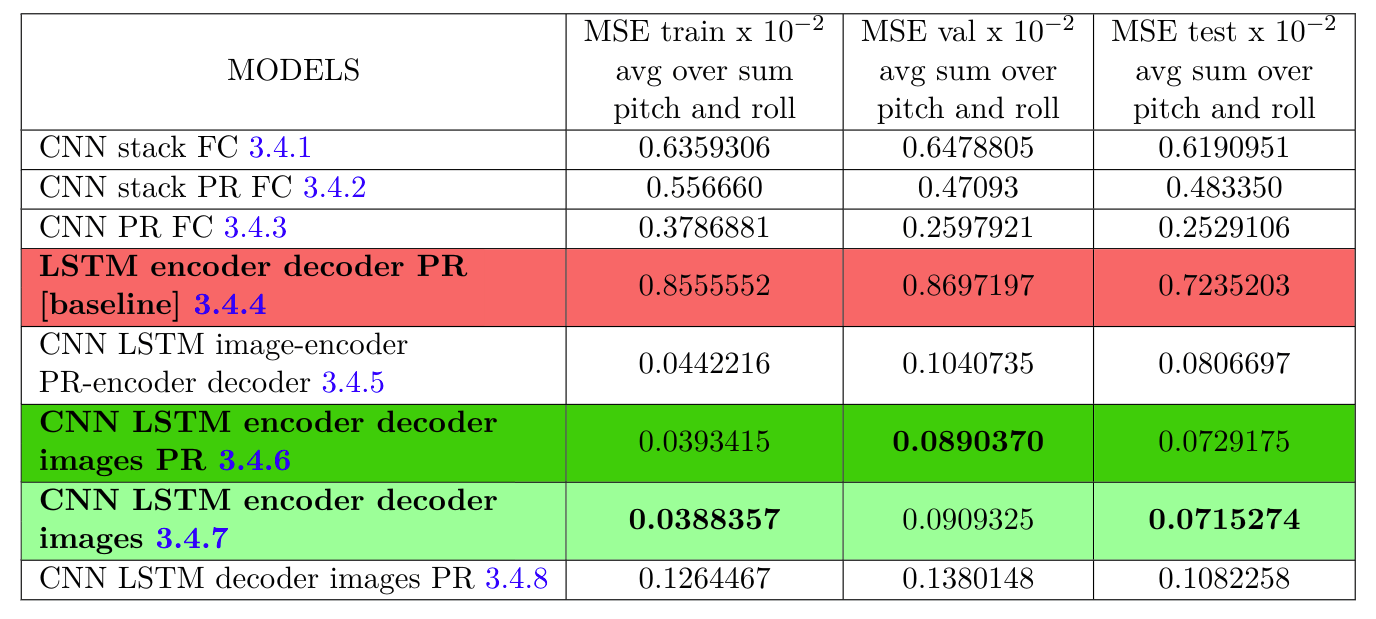 MODELS
MSE train x 10⁻²
avg over sum
pitch and roll
MSE val x 10⁻²
avg sum over
pitch and roll
MSE test x 10⁻²
avg sum over
pitch and roll
CNN stack FC 3.4.1 0.6359306 0.6478805 0.6190951
CNN stack PR FC 3.4.2 0.556660 0.47093 0.483350
CNN PR FC 3.4.3 0.3786881 0.2597921 0.2529106
LSTM encoder decoder PR
[baseline] 3.4.4
0.8555552 0.8697197 0.7235203
CNN LSTM image-encoder
PR-encoder decoder 3.4.5
0.0442216 0.1040735 0.0806697
CNN LSTM encoder decoder
images PR 3.4.6
0.0393415 0.0890370 0.0729175
CNN LSTM encoder decoder
images 3.4.7
0.0388357 0.0909325 0.0715274
CNN LSTM decoder images PR 3.4.8 0.1264467 0.1380148 0.1082258